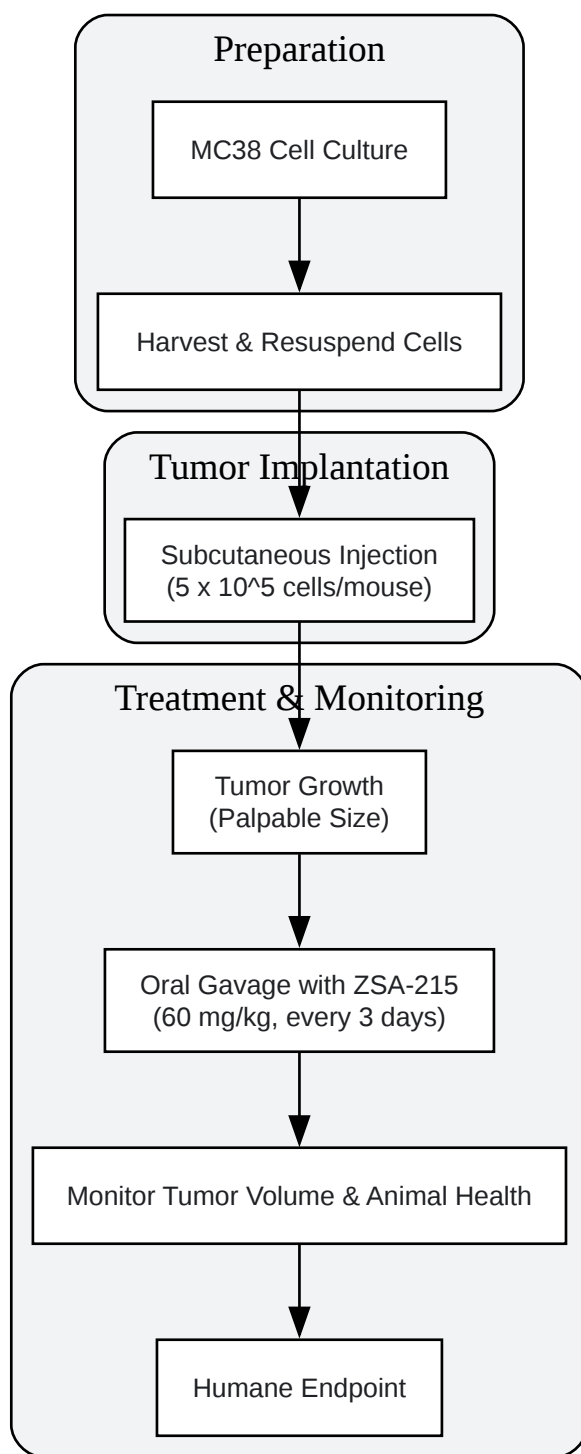 Preparation
MC38 Cell Culture
Harvest & Resuspend Cells
Tumor Implantation
Subcutaneous Injection
(5 x 10^5 cells/mouse)
Treatment & Monitoring
Tumor Growth
(Palpable Size)
Oral Gavage with ZSA-215
(60 mg/kg, every 3 days)
Monitor Tumor Volume & Animal Health
Humane Endpoint